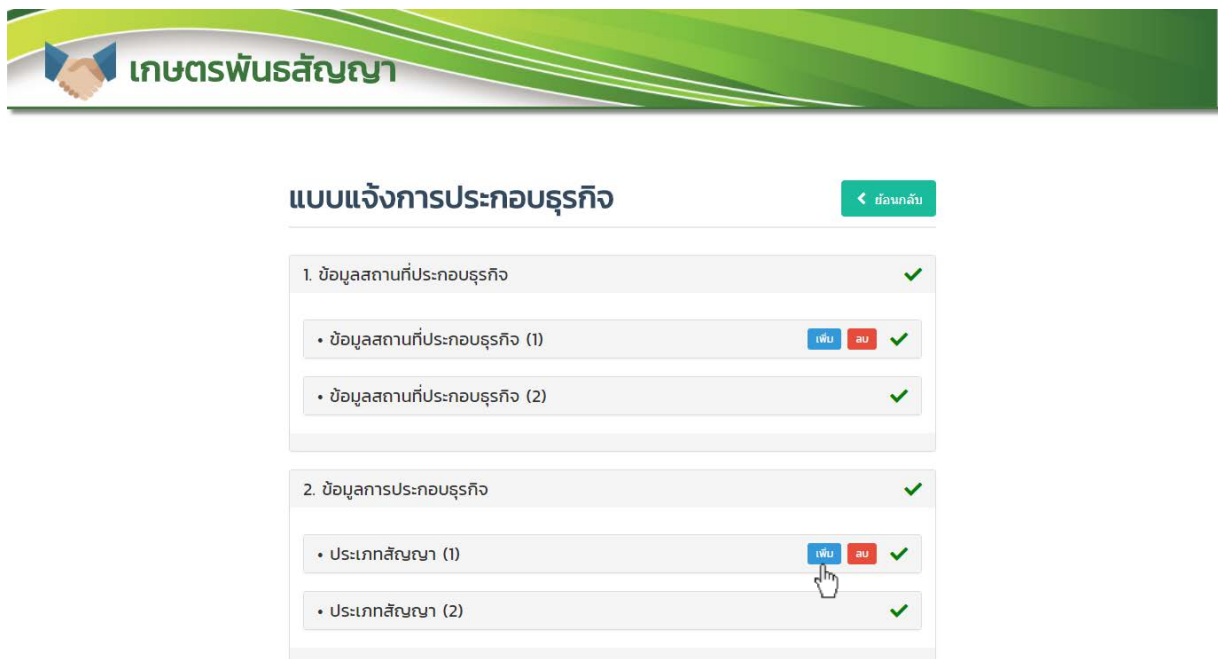 เกษตรพันธสัญญา
แบบแจ้งการประกอบธุรกิจ
ย้อนกลับ
1. ข้อมูลสถานที่ประกอบธุรกิจ
• ข้อมูลสถานที่ประกอบธุรกิจ (1) เพิ่ม ลบ
• ข้อมูลสถานที่ประกอบธุรกิจ (2)
2. ข้อมูลการประกอบธุรกิจ
• ประเภทสัญญา (1) เพิ่ม ลบ
• ประเภทสัญญา (2)